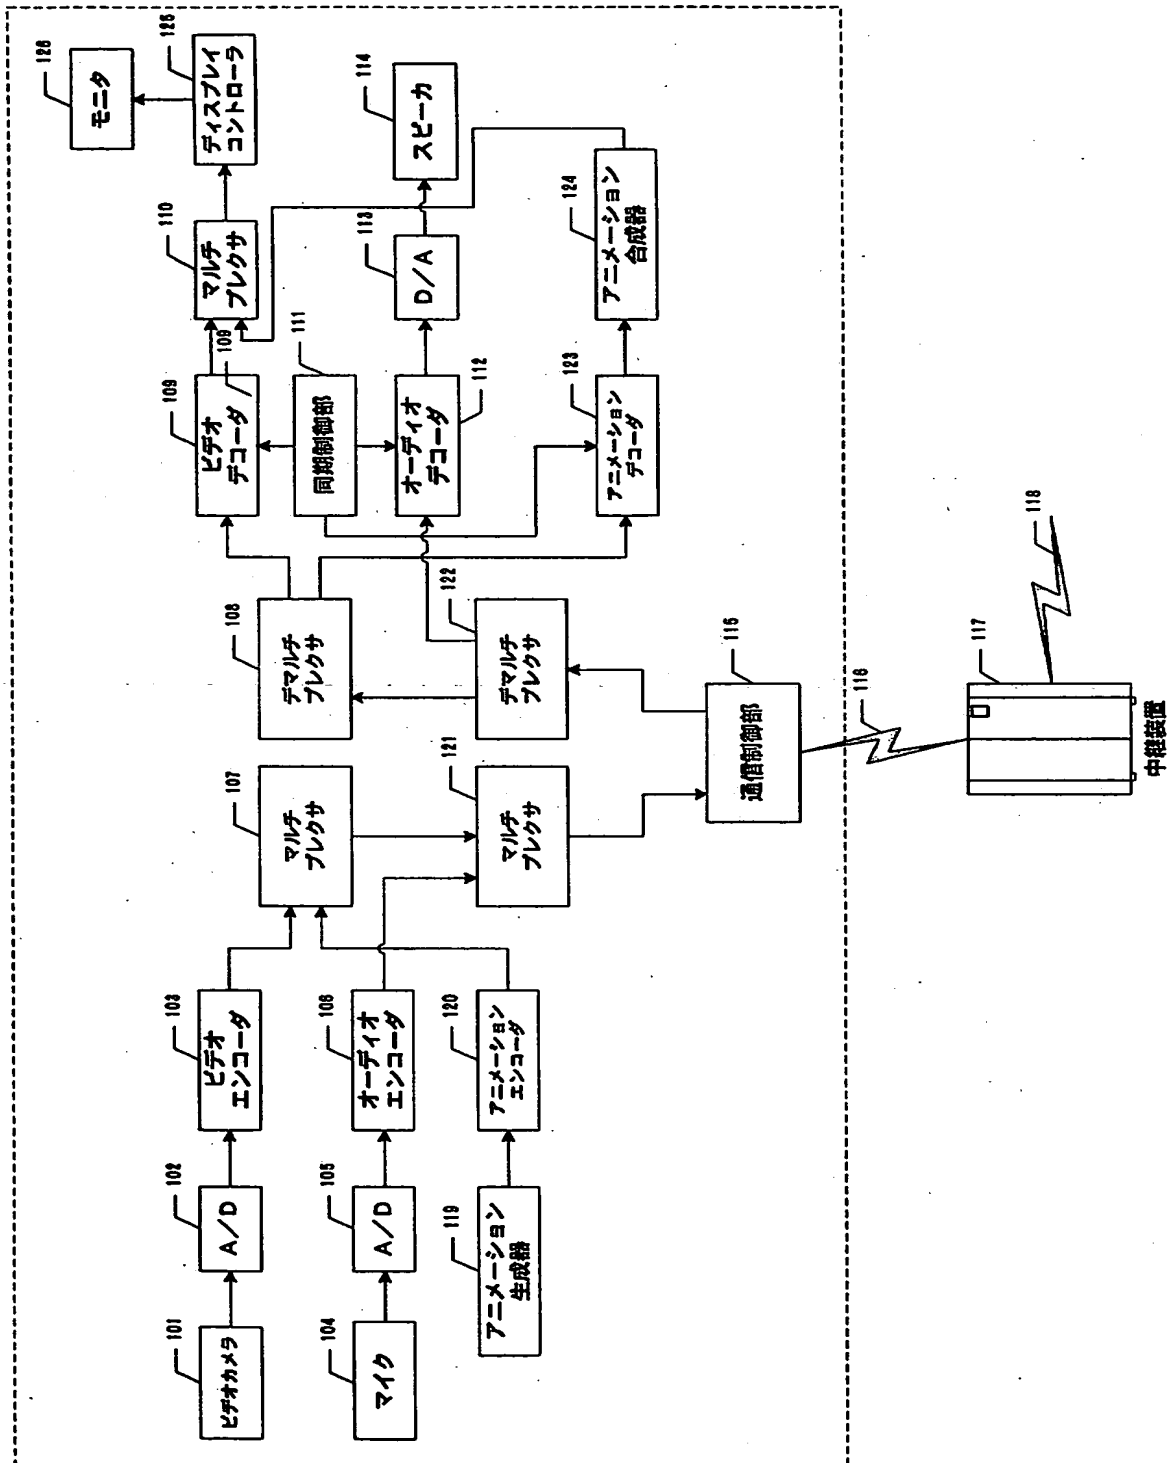 101
ビデオカメラ
102
A/D
103
ビデオ
エンコーダ
104
マイク
105
A/D
106
オーディオ
エンコーダ
119
アニメーション
生成器
120
アニメーション
エンコーダ
107
マルチ
プレクサ
121
マルチ
プレクサ
108
デマルチ
プレクサ
122
デマルチ
プレクサ
115
通信制御部
116
117
中継装置
118
109
ビデオ
デコーダ
109
111
同期制御部
112
オーディオ
デコーダ
123
アニメーション
デコーダ
110
マルチ
プレクサ
113
D/A
124
アニメーション
合成器
125
ディスプレイ
コントローラ
114
スピーカ
126
モニタ